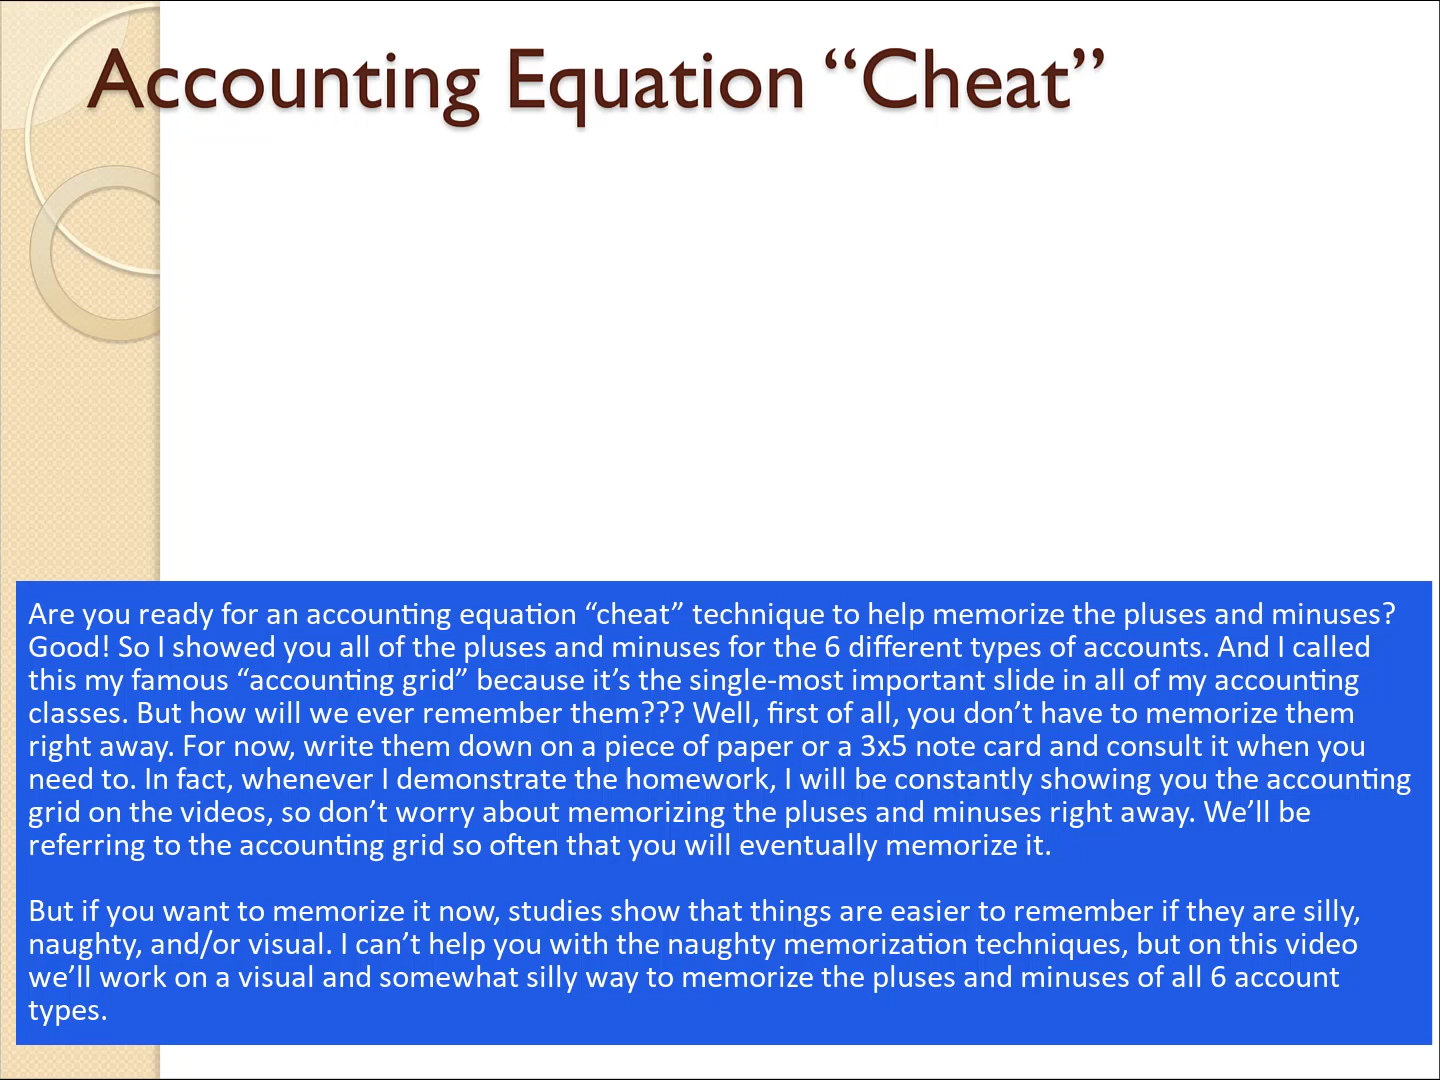 Accounting Equation “Cheat”
Are you ready for an accounting equation “cheat” technique to help memorize the pluses and minuses?
Good! So I showed you all of the pluses and minuses for the 6 different types of accounts. And I called
this my famous “accounting grid” because it’s the single-most important slide in all of my accounting
classes. But how will we ever remember them??? Well, first of all, you don’t have to memorize them
right away. For now, write them down on a piece of paper or a 3x5 note card and consult it when you
need to. In fact, whenever I demonstrate the homework, I will be constantly showing you the accounting
grid on the videos, so don’t worry about memorizing the pluses and minuses right away. We’ll be
referring to the accounting grid so often that you will eventually memorize it.
But if you want to memorize it now, studies show that things are easier to remember if they are silly,
naughty, and/or visual. I can’t help you with the naughty memorization techniques, but on this video
we’ll work on a visual and somewhat silly way to memorize the pluses and minuses of all 6 account
types.